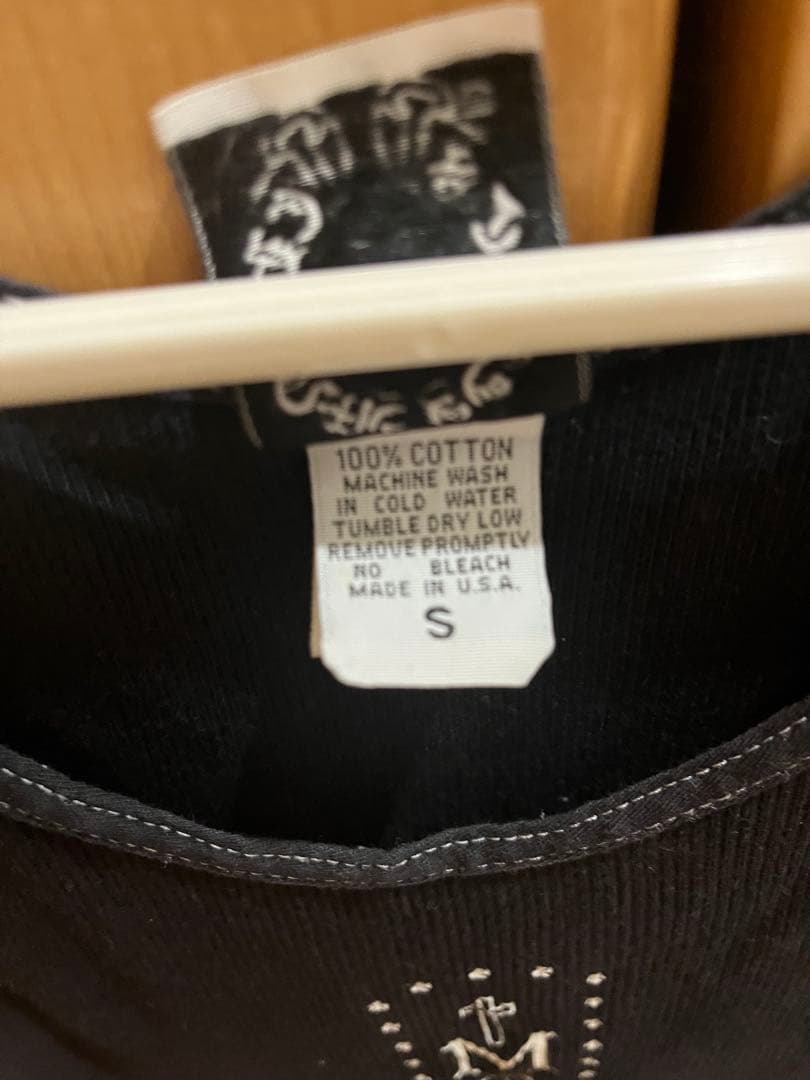 100% COTTON
MACHINE WASH
IN COLD WATER
TUMBLE DRY LOW
REMOVE PROMPTLY
NO BLEACH
MADE IN U.S.A.
S
M